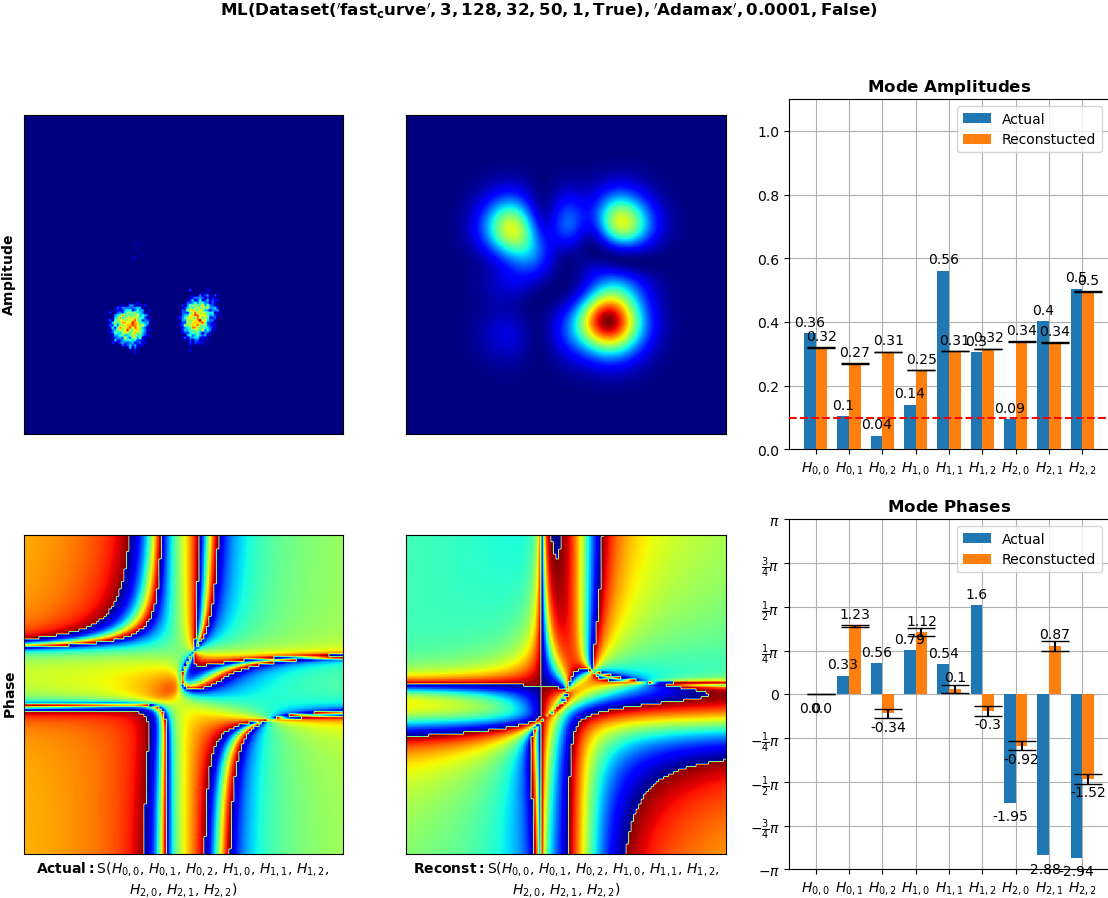 ML(Dataset('fast_curve', 3, 128, 32, 50, 1, True), 'Adamax', 0.0001, False)
Amplitude
Mode Amplitudes
Actual
Reconstucted
1.0
0.8
0.6
0.4
0.2
0.0
0.36
0.32
0.1
0.27
0.04
0.31
0.14
0.25
0.56
0.31
0.3
0.32
0.09
0.34
0.4
0.34
0.5
0.5
H0,0 H0,1 H0,2 H1,0 H1,1 H1,2 H2,0 H2,1 H2,2
Phase
Mode Phases
Actual
Reconstucted
π
3/4π
1/2π
1/4π
0
−1/4π
−1/2π
−3/4π
−π
0.0
0.0
0.33
1.23
0.56
-0.34
0.79
1.12
0.54
0.1
1.6
-0.3
-1.95
-0.92
-2.88
0.87
-2.94
-1.52
H0,0 H0,1 H0,2 H1,0 H1,1 H1,2 H2,0 H2,1 H2,2
Actual: S(H0,0, H0,1, H0,2, H1,0, H1,1, H1,2,
H2,0, H2,1, H2,2)
Reconst: S(H0,0, H0,1, H0,2, H1,0, H1,1, H1,2,
H2,0, H2,1, H2,2)